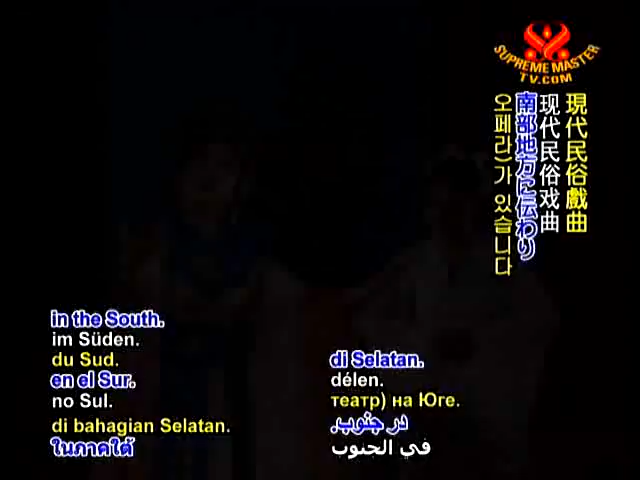 SUPREME MASTER
TV.COM
現代民俗戲曲
现代民俗戏曲
南部地方に伝わり
오페라)가 있습니다
in the South.
im Süden.
du Sud.
en el Sur.
no Sul.
di bahagian Selatan.
ในภาคใต้
di Selatan.
délen.
театр) на Юге.
در جنوب.
في الجنوب